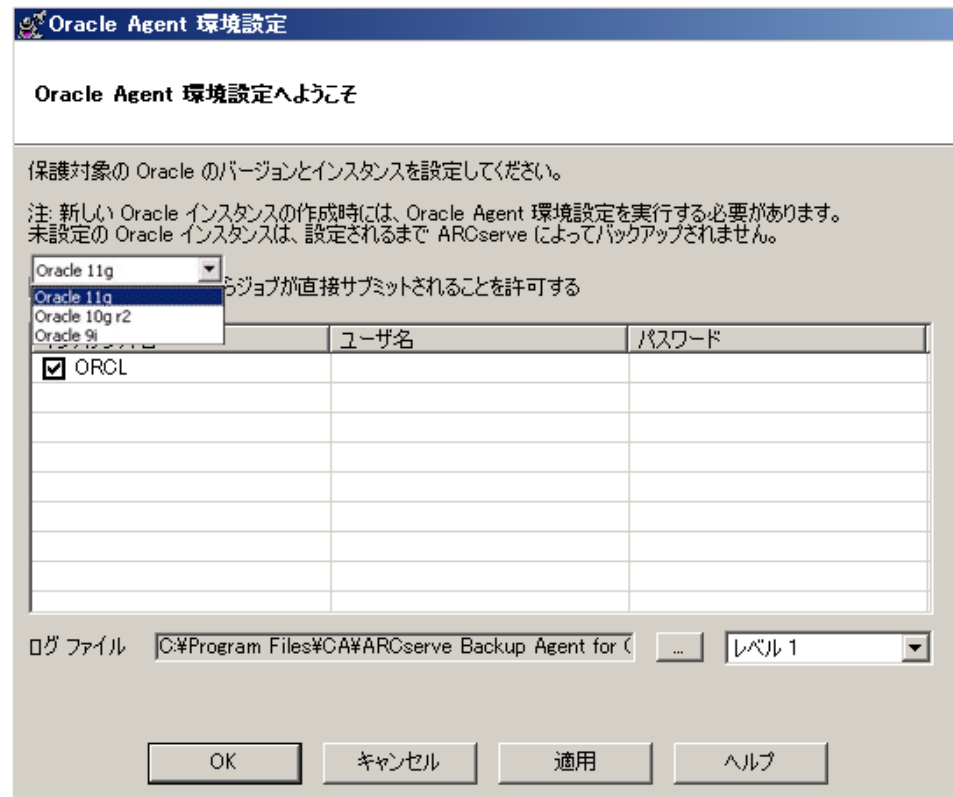 Oracle Agent 環境設定
Oracle Agent 環境設定へようこそ
保護対象の Oracle のバージョンとインスタンスを設定してください。
注: 新しい Oracle インスタンスの作成時には、Oracle Agent 環境設定を実行する必要があります。
未設定の Oracle インスタンスは、設定されるまで ARCserve によってバックアップされません。
Oracle 11g
らジョブが直接サブミットされることを許可する
Oracle 11g
Oracle 10g r2
Oracle 9i
ユーザ名 パスワード
ORCL
ログ ファイル C:¥Program Files¥CA¥ARCserve Backup Agent for ... レベル 1
OK キャンセル 適用 ヘルプ